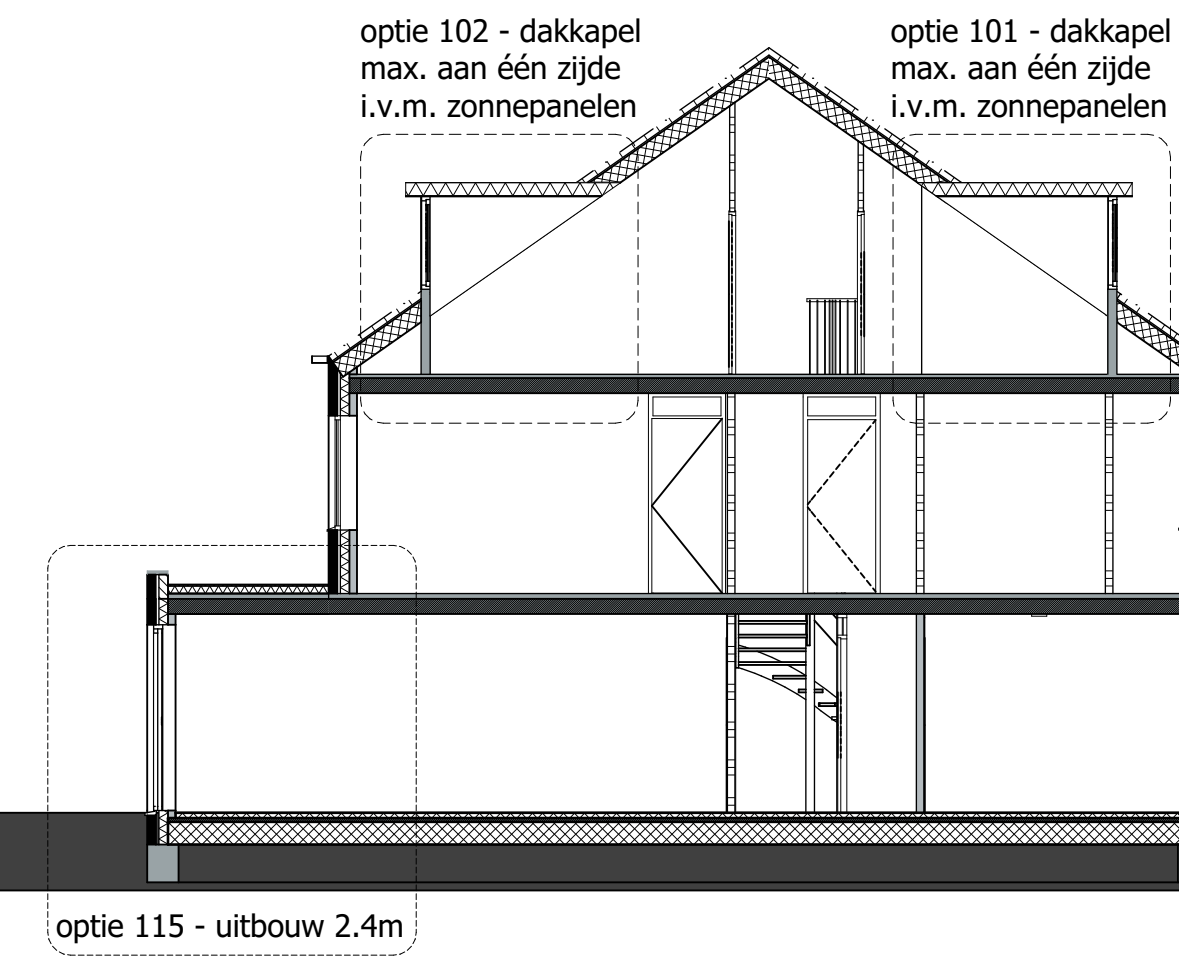 optie 102 - dakkapel
max. aan één zijde
i.v.m. zonnepanelen
optie 101 - dakkapel
max. aan één zijde
i.v.m. zonnepanelen
optie 115 - uitbouw 2.4m